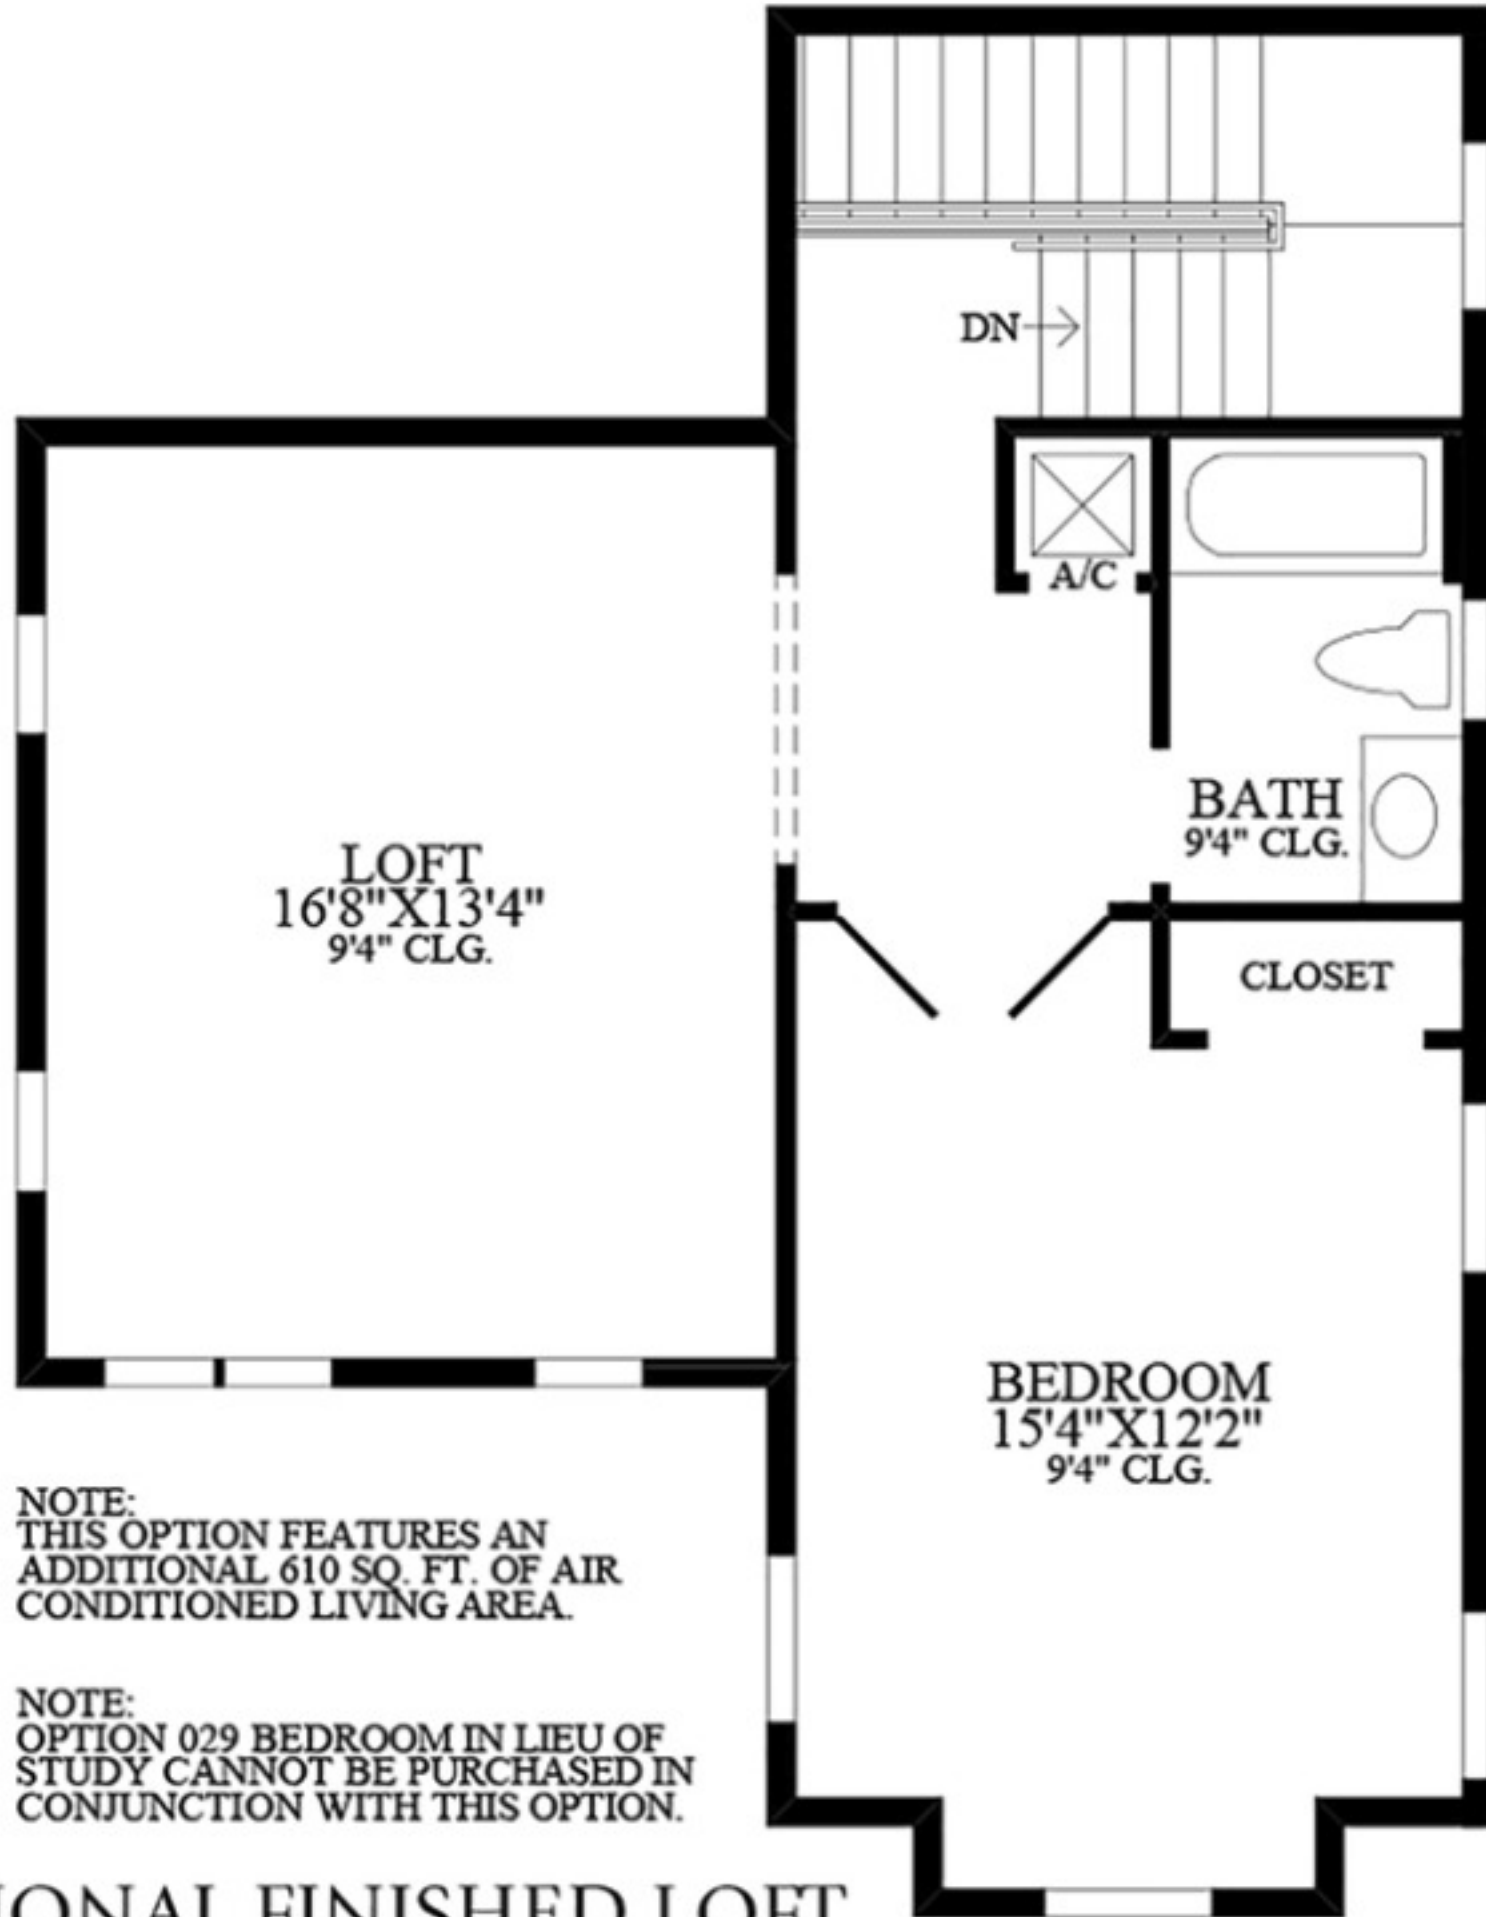 DN
A/C
BATH
9'4" CLG.
LOFT
16'8"X13'4"
9'4" CLG.
CLOSET
BEDROOM
15'4"X12'2"
9'4" CLG.
NOTE:
THIS OPTION FEATURES AN
ADDITIONAL 610 SQ. FT. OF AIR
CONDITIONED LIVING AREA.
NOTE:
OPTION 029 BEDROOM IN LIEU OF
STUDY CANNOT BE PURCHASED IN
CONJUNCTION WITH THIS OPTION.
FINISHED LOFT